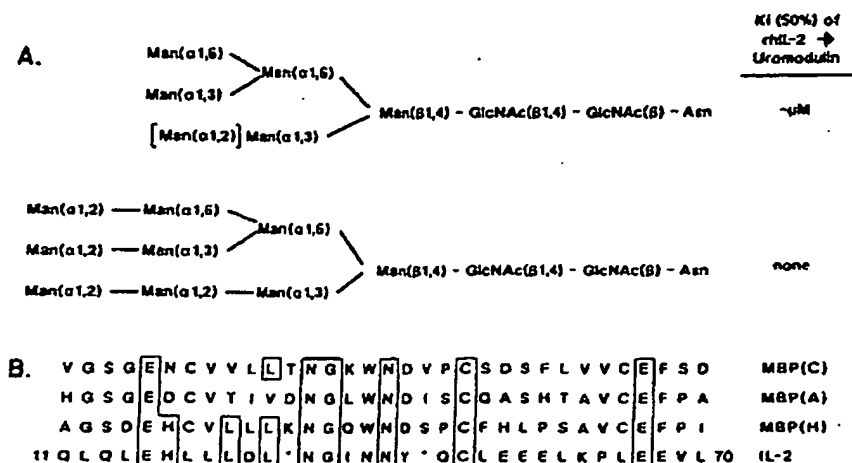 Ki (50%) of
rhIL-2 →
Uromodulin
A.
Man(α1,6)
Man(α1,6)
Man(α1,3)
[Man(α1,2)] Man(α1,3)
Man(β1,4) - GlcNAc(β1,4) - GlcNAc(β) - Asn
~μM
Man(α1,2) — Man(α1,6)
Man(α1,6)
Man(α1,2) — Man(α1,3)
Man(α1,2) — Man(α1,2) — Man(α1,3)
Man(β1,4) - GlcNAc(β1,4) - GlcNAc(β) - Asn
none
B.
V G S G E N C V V L L T N G K W N D V P C S D S F L V V C E F S D MBP(C)
H G S G E D C V T I V D N G L W N D I S C Q A S H T A V C E F P A MBP(A)
A G S D E H C V L L L K N G Q W N D S P C F H L P S A V C E F P I MBP(H)
11 Q L Q L E H L L L D L * N G I N N Y * Q C L E E E L K P L E E V L 70 IL-2